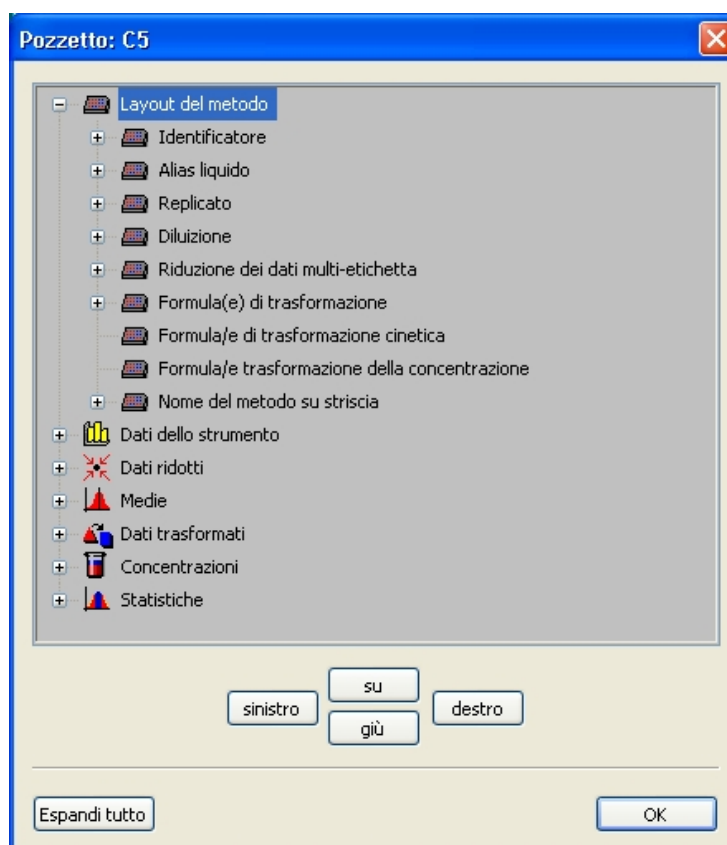 Pozzetto: C5
Layout del metodo
Identificatore
Alias liquido
Replicato
Diluizione
Riduzione dei dati multi-etichetta
Formula(e) di trasformazione
Formula/e di trasformazione cinetica
Formula/e trasformazione della concentrazione
Nome del metodo su striscia
Dati dello strumento
Dati ridotti
Medie
Dati trasformati
Concentrazioni
Statistiche
su
sinistro
destro
giù
Espandi tutto
OK